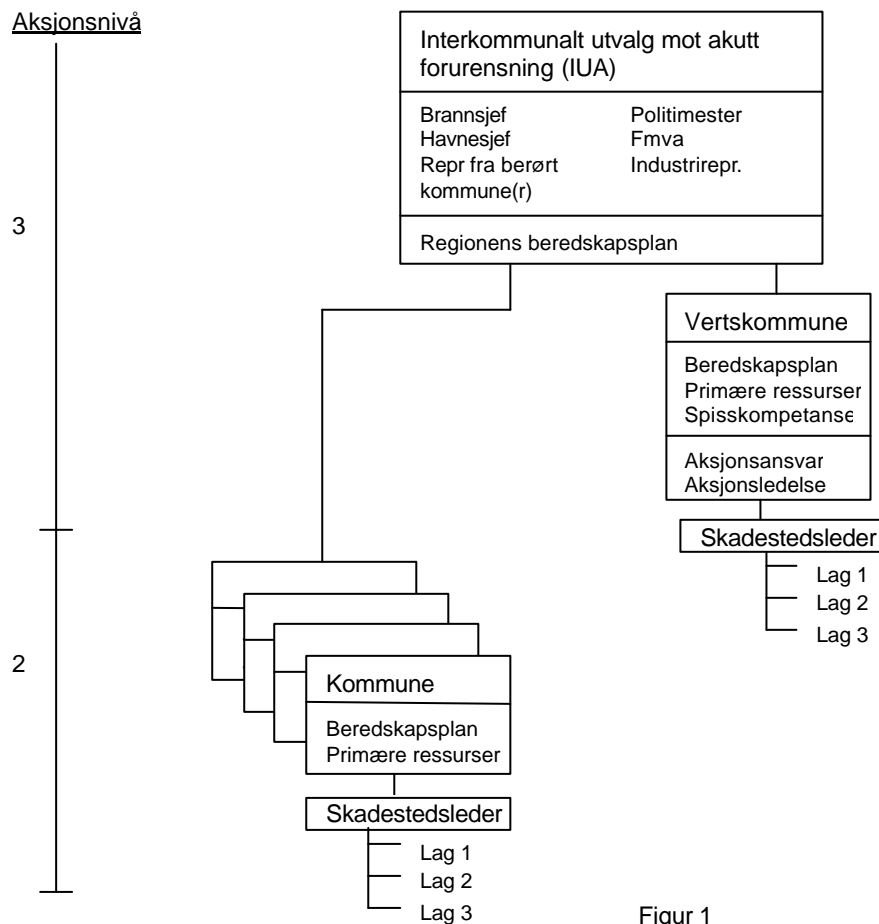 Aksjonsnivå
Interkommunalt utvalg mot akutt
forurensning (IUA)
Brannsjef
Havnesjef
Repr fra berørt
kommune(r)
Politimester
Fmva
Industrirepr.
Regionens beredskapsplan
3
Vertskommune
Beredskapsplan
Primære ressurser
Spisskompetanse
Aksjonsansvar
Aksjonsledelse
Skadestedsleder
Lag 1
Lag 2
Lag 3
2
Kommune
Beredskapsplan
Primære ressurser
Skadestedsleder
Lag 1
Lag 2
Lag 3
Figur 1